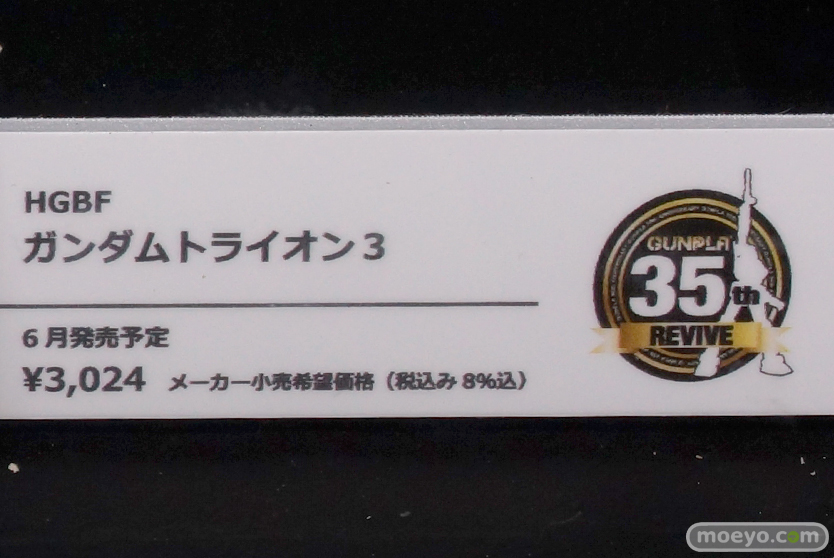 HGBF
ガンダムトライオン３
６月発売予定
¥3,024 メーカー小売希望価格（税込み 8%込）
GUNPLA
35th
REVIVE
moeyo.com